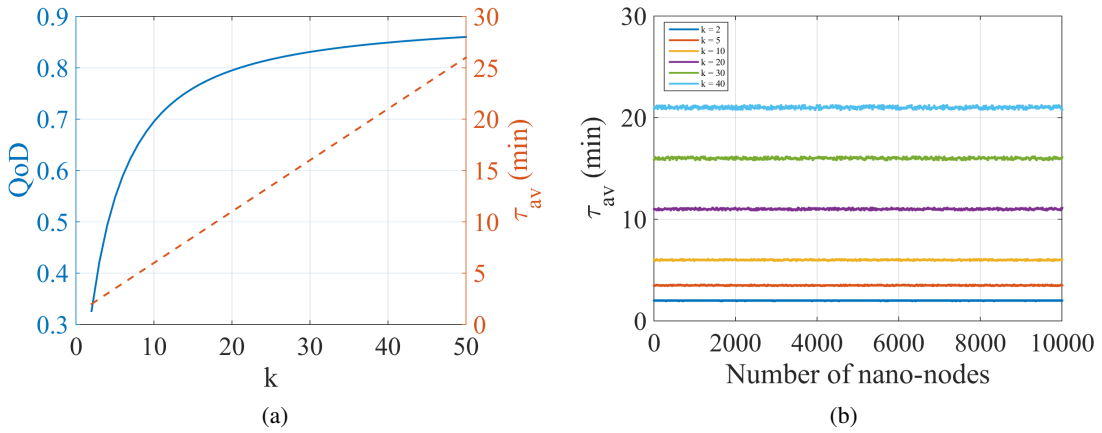 0.9
0.8
0.7
0.6
0.5
0.4
0.3
QoD
30
25
20
15
10
5
0
τav (min)
0 10 20 30 40 50
k
(a)
30
20
10
0
τav (min)
k = 2
k = 5
k = 10
k = 20
k = 30
k = 40
0 2000 4000 6000 8000 10000
Number of nano-nodes
(b)